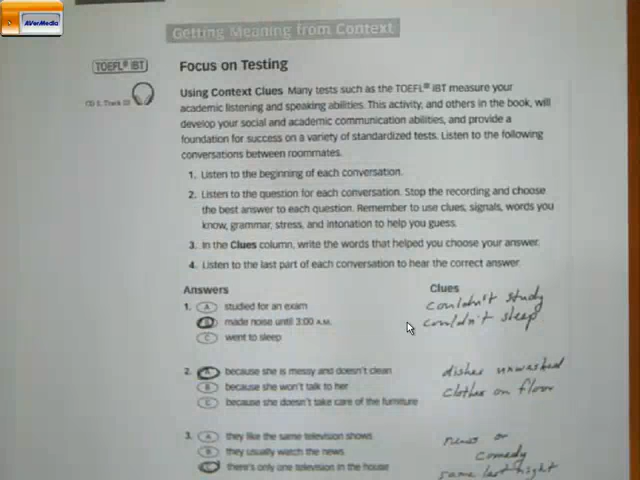 AVerMedia
Getting Meaning from Context
TOEFL® iBT
Focus on Testing
Using Context Clues Many tests such as the TOEFL® iBT measure your
academic listening and speaking abilities. This activity, and others in the book, will
develop your social and academic communication abilities, and provide a
foundation for success on a variety of standardized tests. Listen to the following
conversations between roommates.
1. Listen to the beginning of each conversation.
2. Listen to the question for each conversation. Stop the recording and choose
the best answer to each question. Remember to use clues, signals, words you
know, grammar, stress, and intonation to help you guess.
3. In the Clues column, write the words that helped you choose your answer.
4. Listen to the last part of each conversation to hear the correct answer.
Answers Clues
1. A studied for an exam couldn't study
B made noise until 3:00 A.M. couldn't sleep
C went to sleep
2. A because she is messy and doesn't clean dishes unwashed
B because she won't talk to her clothes on floor
C because she doesn't take care of the furniture
3. A they like the same television shows news or
B they usually watch the news comedy
C there's only one television in the house same last night